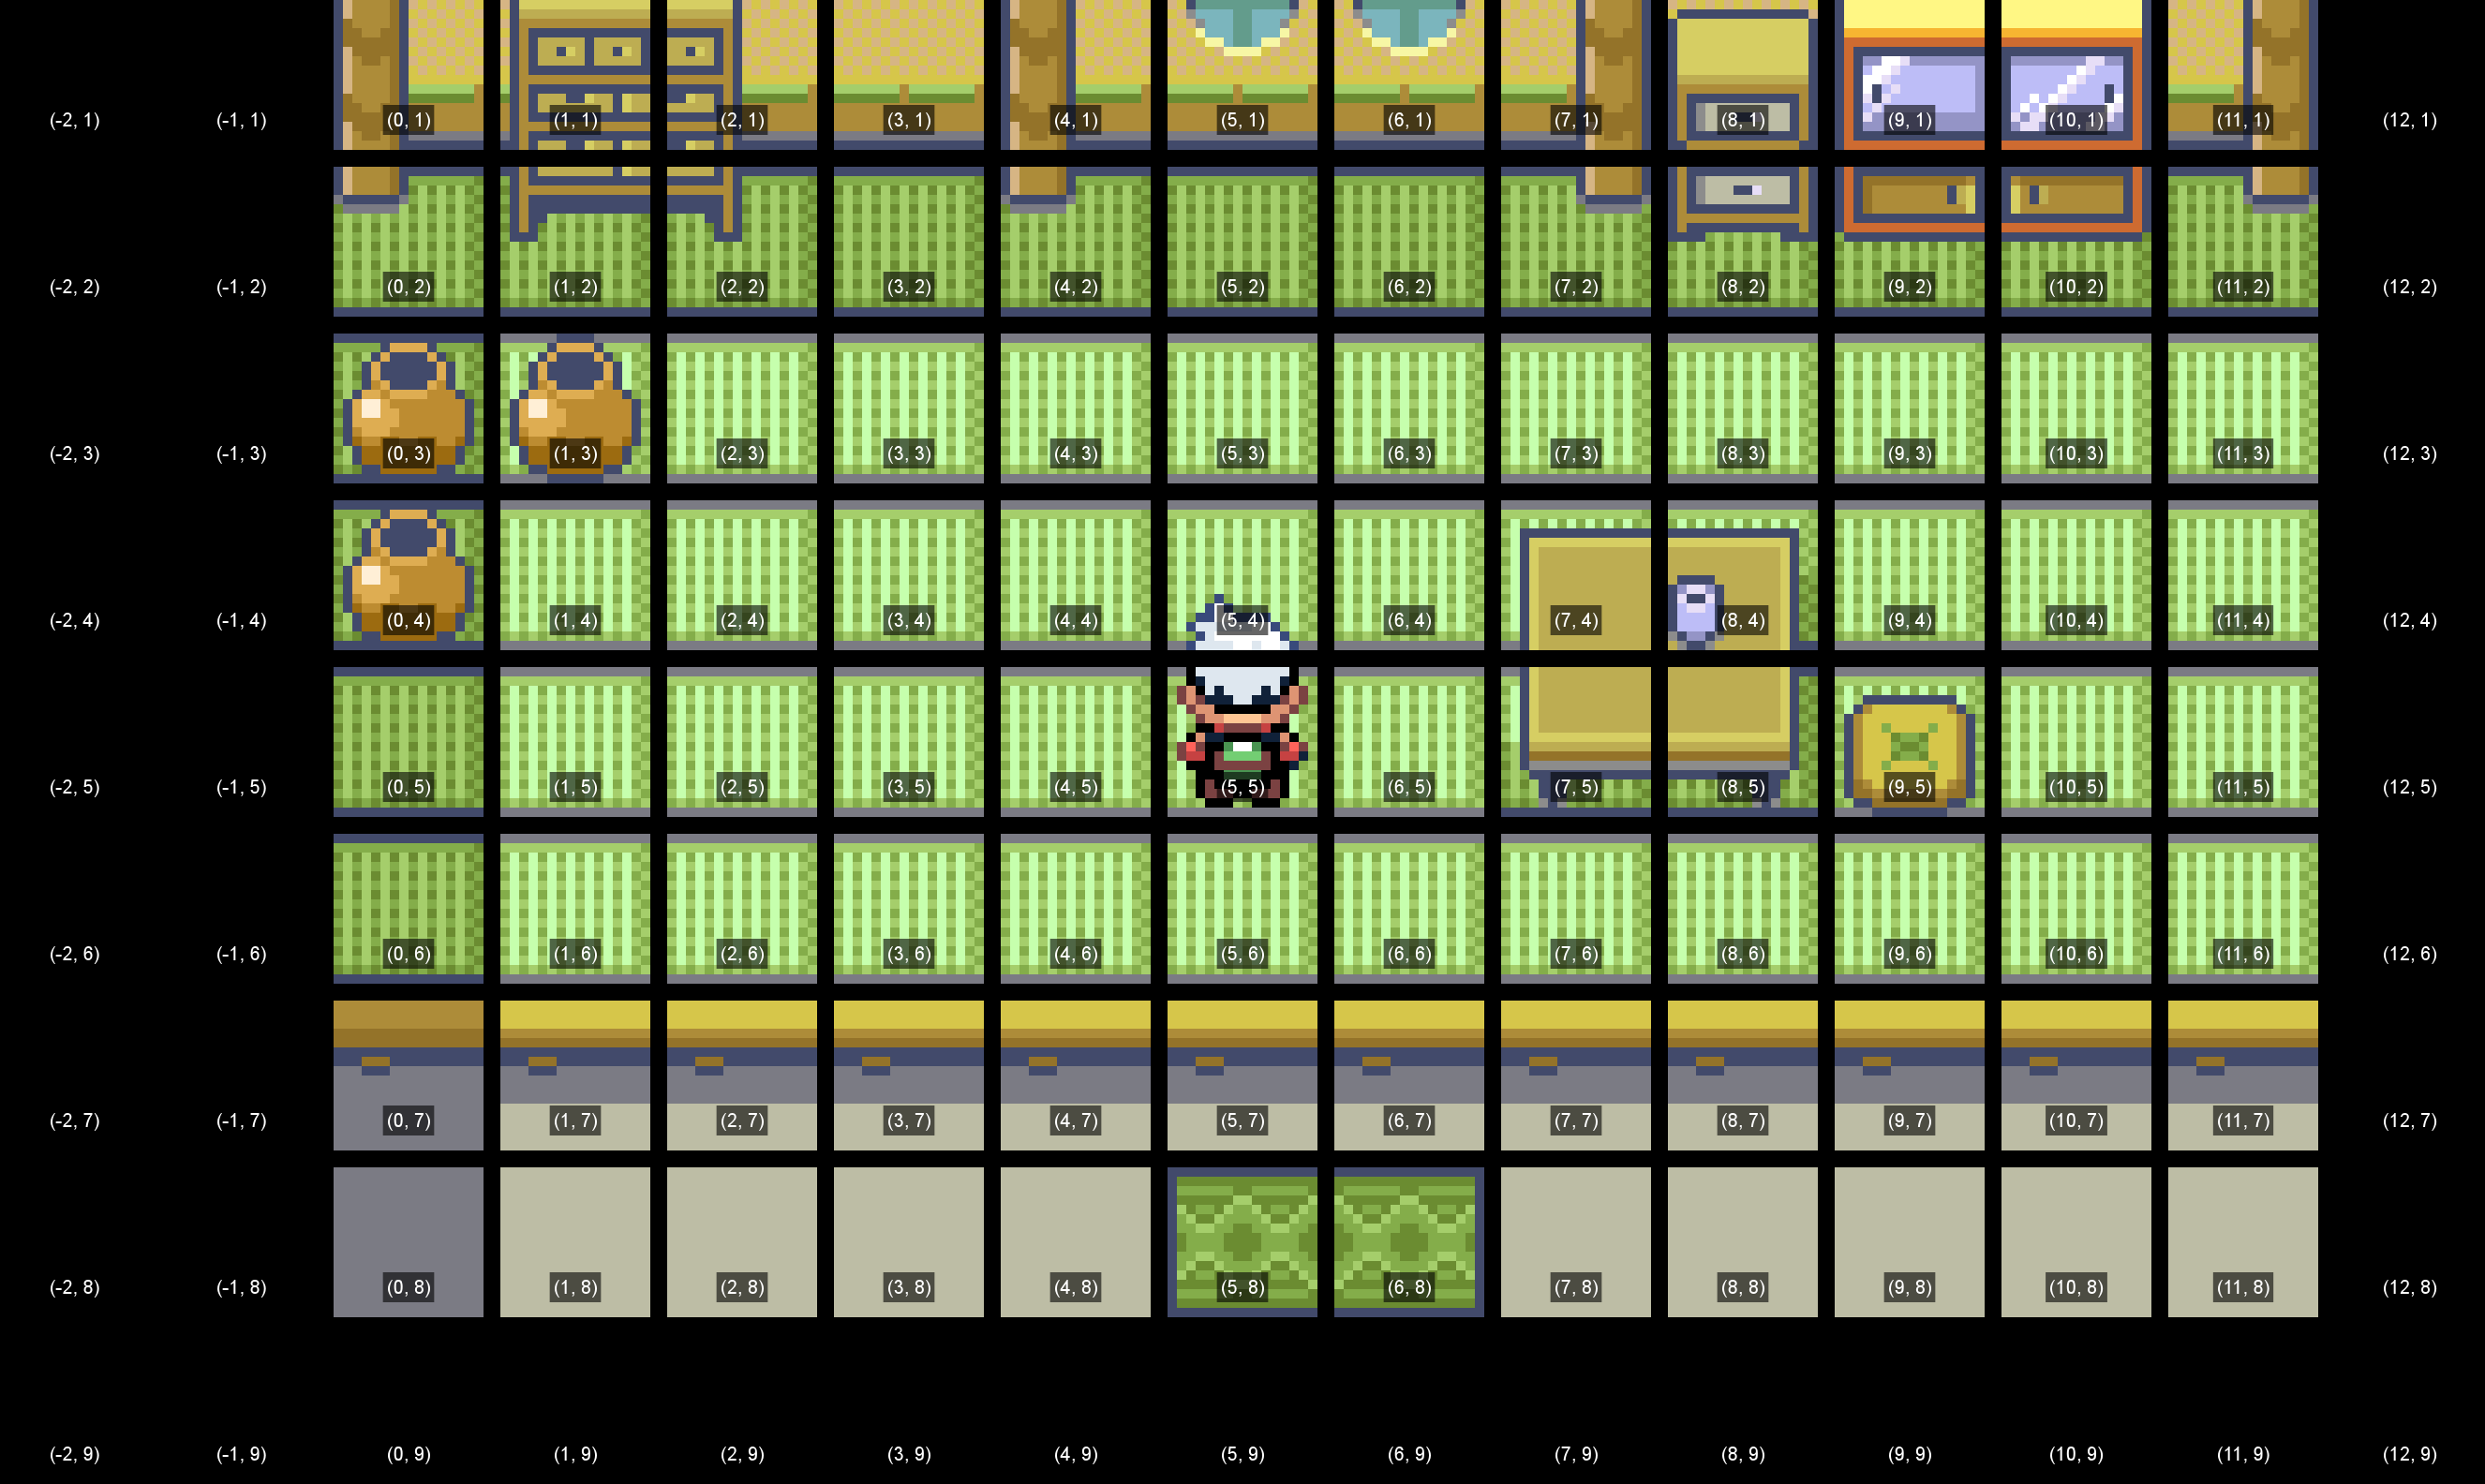 (-2, 1) (-1, 1) (0, 1) (1, 1) (2, 1) (3, 1) (4, 1) (5, 1) (6, 1) (7, 1) (8, 1) (9, 1) (10, 1) (11, 1) (12, 1)
(-2, 2) (-1, 2) (0, 2) (1, 2) (2, 2) (3, 2) (4, 2) (5, 2) (6, 2) (7, 2) (8, 2) (9, 2) (10, 2) (11, 2) (12, 2)
(-2, 3) (-1, 3) (0, 3) (1, 3) (2, 3) (3, 3) (4, 3) (5, 3) (6, 3) (7, 3) (8, 3) (9, 3) (10, 3) (11, 3) (12, 3)
(-2, 4) (-1, 4) (0, 4) (1, 4) (2, 4) (3, 4) (4, 4) (5, 4) (6, 4) (7, 4) (8, 4) (9, 4) (10, 4) (11, 4) (12, 4)
(-2, 5) (-1, 5) (0, 5) (1, 5) (2, 5) (3, 5) (4, 5) (5, 5) (6, 5) (7, 5) (8, 5) (9, 5) (10, 5) (11, 5) (12, 5)
(-2, 6) (-1, 6) (0, 6) (1, 6) (2, 6) (3, 6) (4, 6) (5, 6) (6, 6) (7, 6) (8, 6) (9, 6) (10, 6) (11, 6) (12, 6)
(-2, 7) (-1, 7) (0, 7) (1, 7) (2, 7) (3, 7) (4, 7) (5, 7) (6, 7) (7, 7) (8, 7) (9, 7) (10, 7) (11, 7) (12, 7)
(-2, 8) (-1, 8) (0, 8) (1, 8) (2, 8) (3, 8) (4, 8) (5, 8) (6, 8) (7, 8) (8, 8) (9, 8) (10, 8) (11, 8) (12, 8)
(-2, 9) (-1, 9) (0, 9) (1, 9) (2, 9) (3, 9) (4, 9) (5, 9) (6, 9) (7, 9) (8, 9) (9, 9) (10, 9) (11, 9) (12, 9)